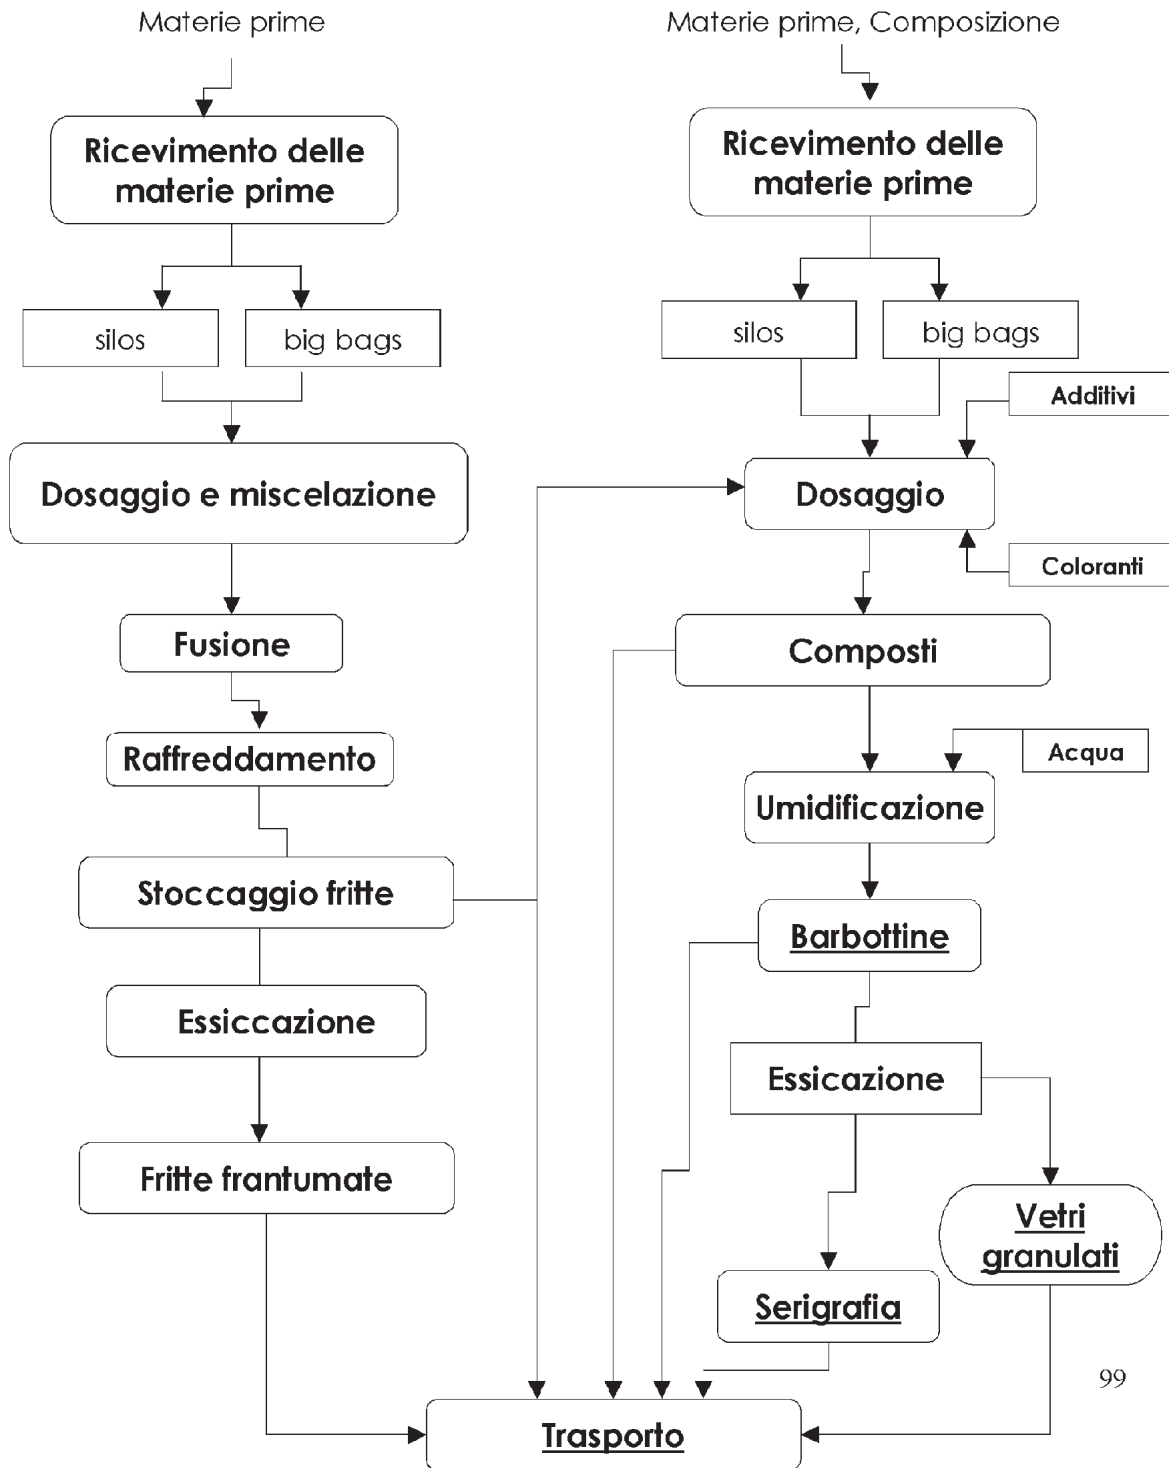 Materie prime
Ricevimento delle
materie prime
silos
big bags
Dosaggio e miscelazione
Fusione
Raffreddamento
Stoccaggio fritte
Essiccazione
Fritte frantumate
Materie prime, Composizione
Ricevimento delle
materie prime
silos
big bags
Additivi
Dosaggio
Coloranti
Composti
Acqua
Umidificazione
Barbottine
Essicazione
Vetri
granulati
Serigrafia
Trasporto
99